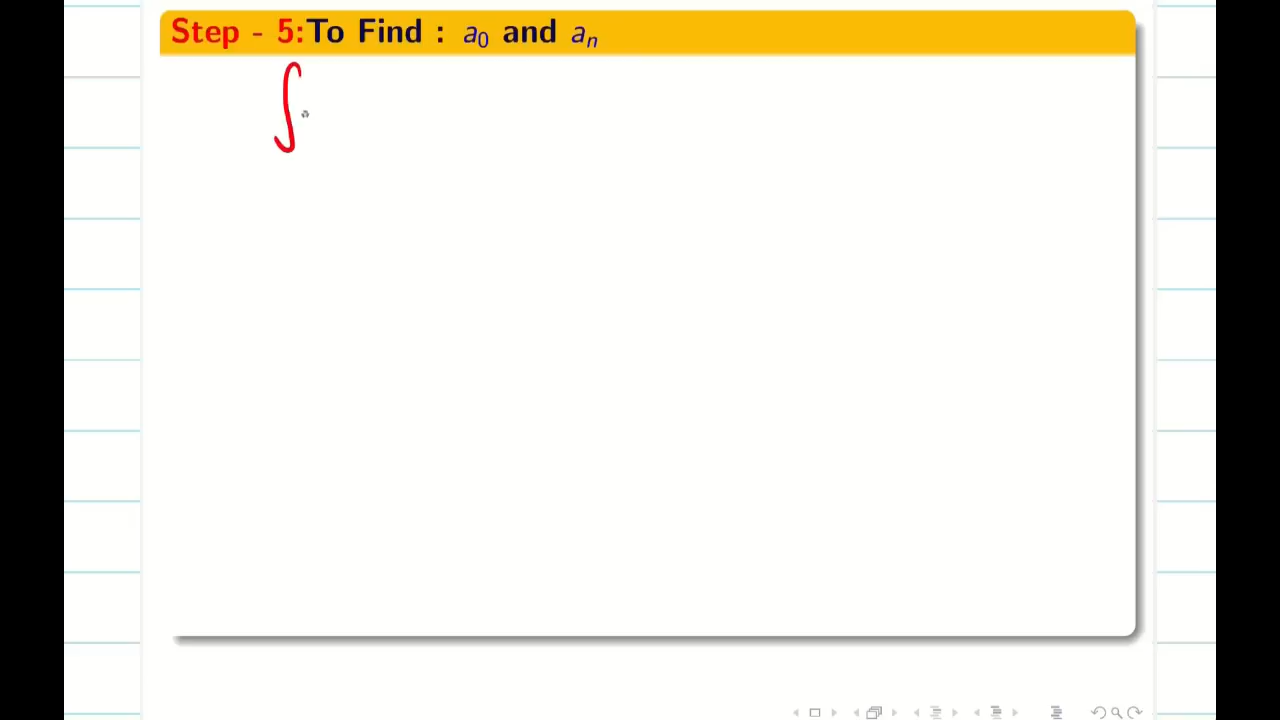 Step - 5: To Find : a₀ and aₙ
∫